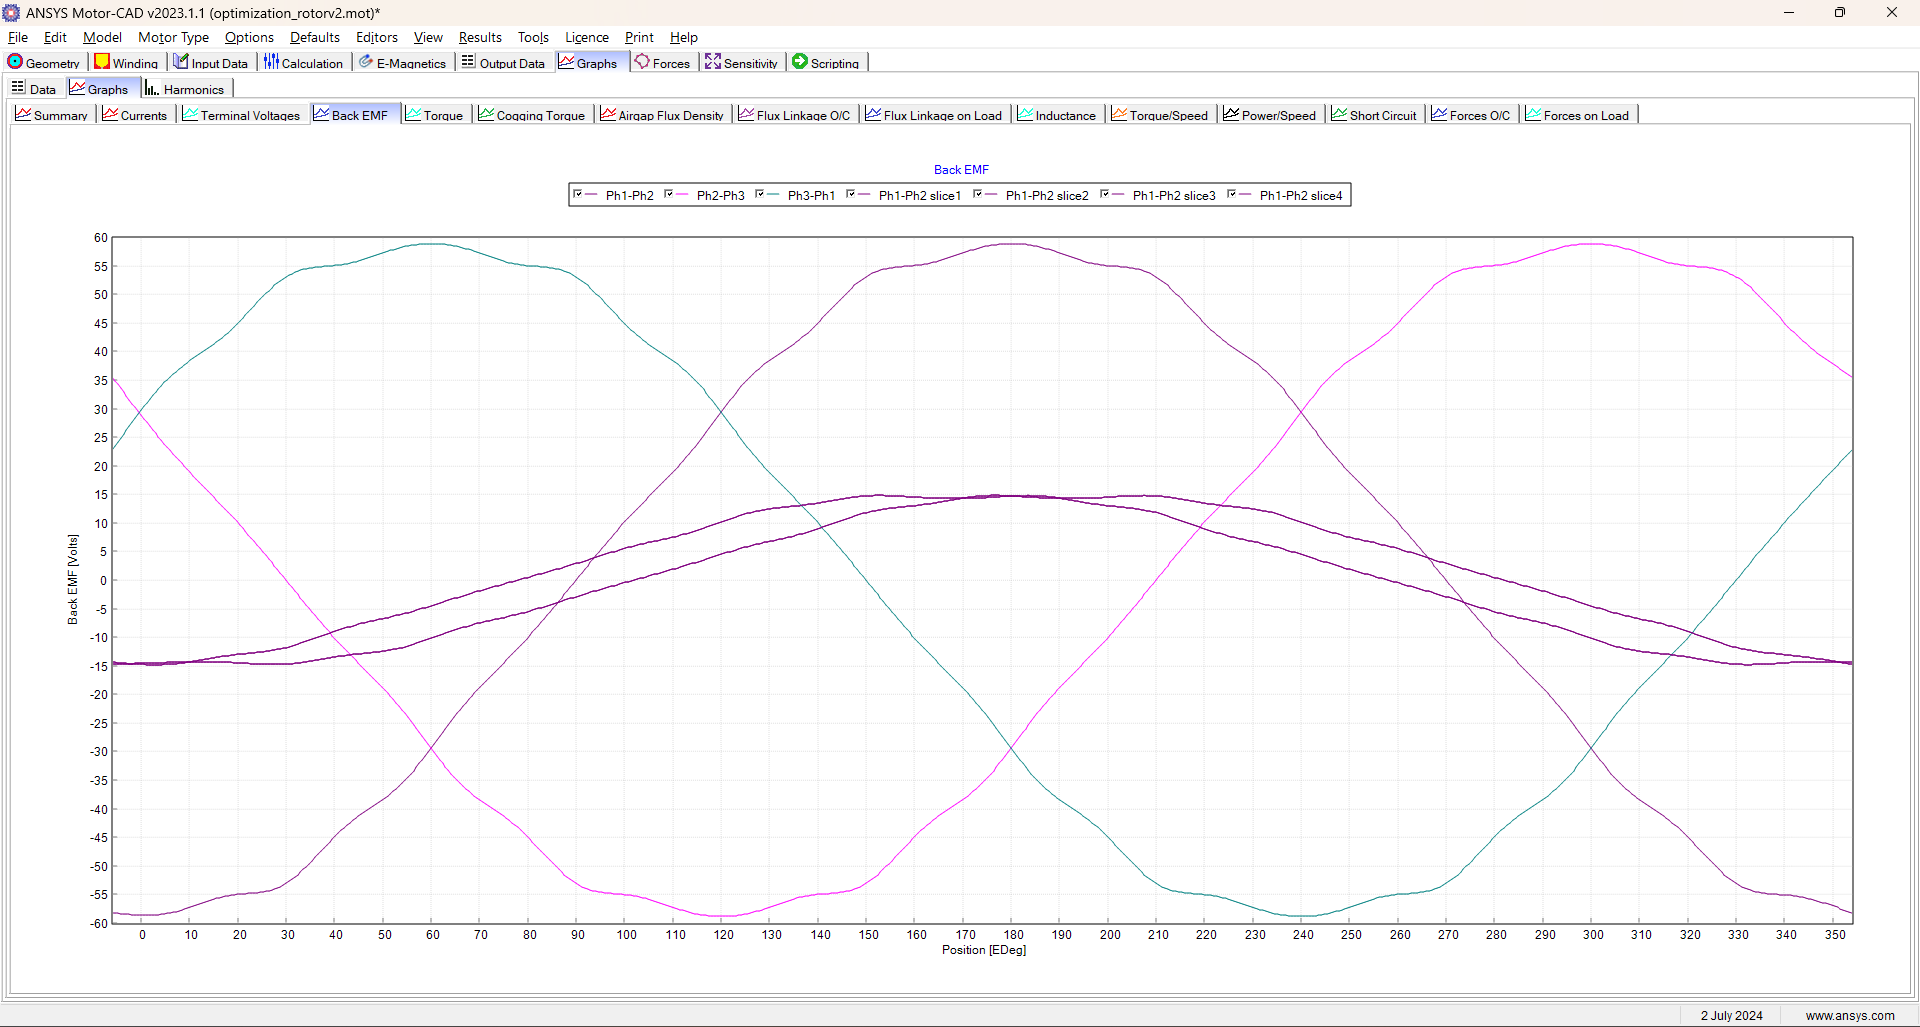 ANSYS Motor-CAD v2023.1.1 (optimization_rotorv2.mot)*
File Edit Model Motor Type Options Defaults Editors View Results Tools Licence Print Help
Geometry Winding Input Data Calculation E-Magnetics Output Data Graphs Forces Sensitivity Scripting
Data Graphs Harmonics
Summary Currents Terminal Voltages Back EMF Torque Cogging Torque Airgap Flux Density Flux Linkage O/C Flux Linkage on Load Inductance Torque/Speed Power/Speed Short Circuit Forces O/C Forces on Load
Back EMF
Ph1-Ph2 Ph2-Ph3 Ph3-Ph1 Ph1-Ph2 slice1 Ph1-Ph2 slice2 Ph1-Ph2 slice3 Ph1-Ph2 slice4
60
55
50
45
40
35
30
25
20
15
10
5
0
-5
-10
-15
-20
-25
-30
-35
-40
-45
-50
-55
-60
Back EMF [Volts]
0 10 20 30 40 50 60 70 80 90 100 110 120 130 140 150 160 170 180 190 200 210 220 230 240 250 260 270 280 290 300 310 320 330 340 350
Position [EDeg]
2 July 2024 www.ansys.com